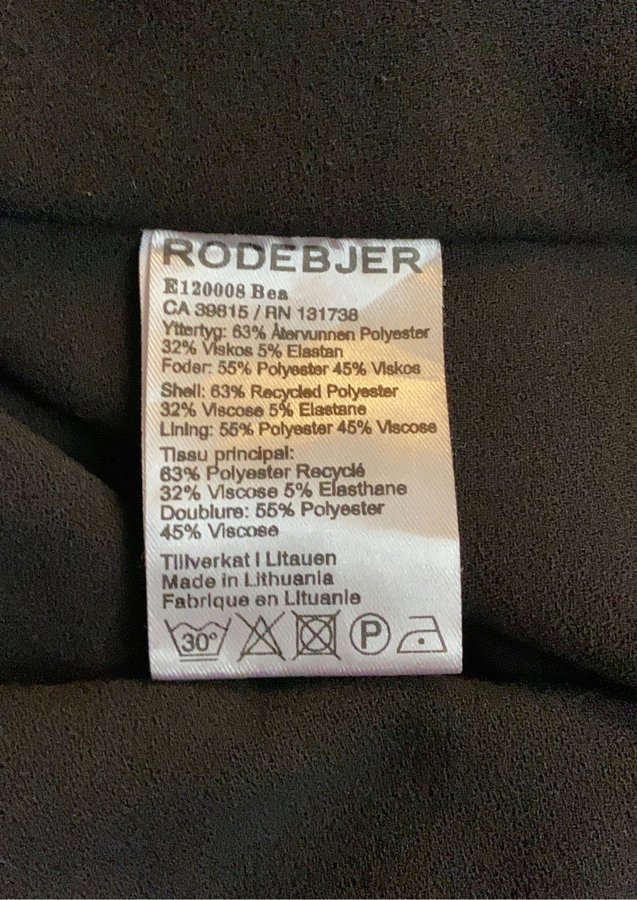 RODEBJER
E120008 Bea
CA 39815 / RN 131738
Yttertyg: 63% Återvunnen Polyester
32% Viskos 5% Elastan
Foder: 55% Polyester 45% Viskos
Shell: 63% Recycled Polyester
32% Viscose 5% Elastane
Lining: 55% Polyester 45% Viscose
Tissu principal:
63% Polyester Recyclé
32% Viscose 5% Elasthane
Doublure: 55% Polyester
45% Viscose
Tillverkat i Litauen
Made in Lithuania
Fabrique en Lituanie
30° P